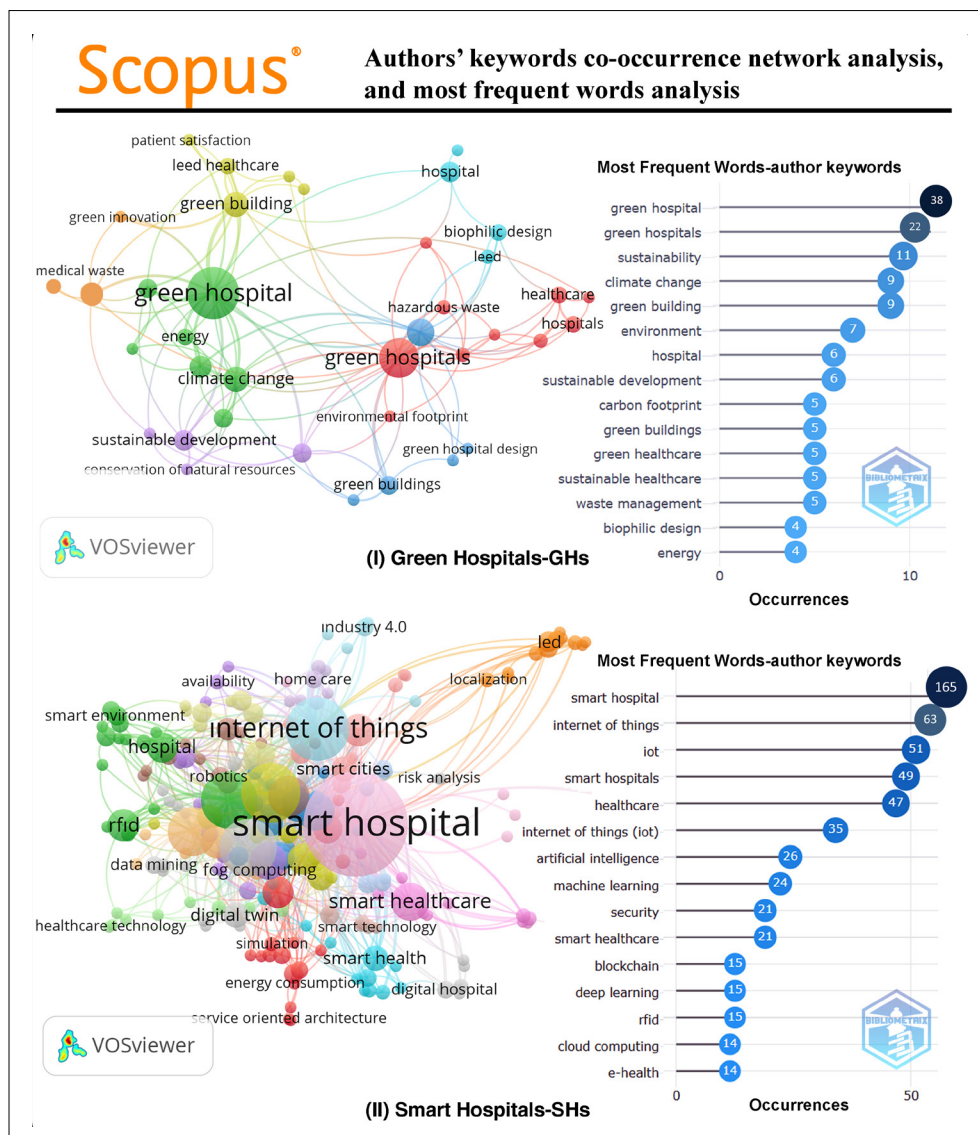 Scopus®
Authors' keywords co-occurrence network analysis,
and most frequent words analysis
patient satisfaction
leed healthcare
green building
green innovation
medical waste
green hospital
energy
climate change
sustainable development
conservation of natural resources
hospital
biophilic design
leed
hazardous waste
healthcare
hospitals
green hospitals
environmental footprint
green hospital design
green buildings
VOSviewer
(I) Green Hospitals-GHs
Most Frequent Words-author keywords
green hospital 38
green hospitals 22
sustainability 11
climate change 9
green building 9
environment 7
hospital 6
sustainable development 6
carbon footprint 5
green buildings 5
green healthcare 5
sustainable healthcare 5
waste management 5
biophilic design 4
energy 4
0 10
Occurrences
BIBLIOMETRIX
industry 4.0
led
availability
home care
localization
smart environment
internet of things
hospital
robotics
smart cities
risk analysis
rfid
smart hospital
data mining
fog computing
smart healthcare
healthcare technology
digital twin
smart technology
simulation
smart health
energy consumption
digital hospital
service oriented architecture
VOSviewer
(II) Smart Hospitals-SHs
Most Frequent Words-author keywords
smart hospital 165
internet of things 63
iot 51
smart hospitals 49
healthcare 47
internet of things (iot) 35
artificial intelligence 26
machine learning 24
security 21
smart healthcare 21
blockchain 15
deep learning 15
rfid 15
cloud computing 14
e-health 14
0 50
Occurrences
BIBLIOMETRIX